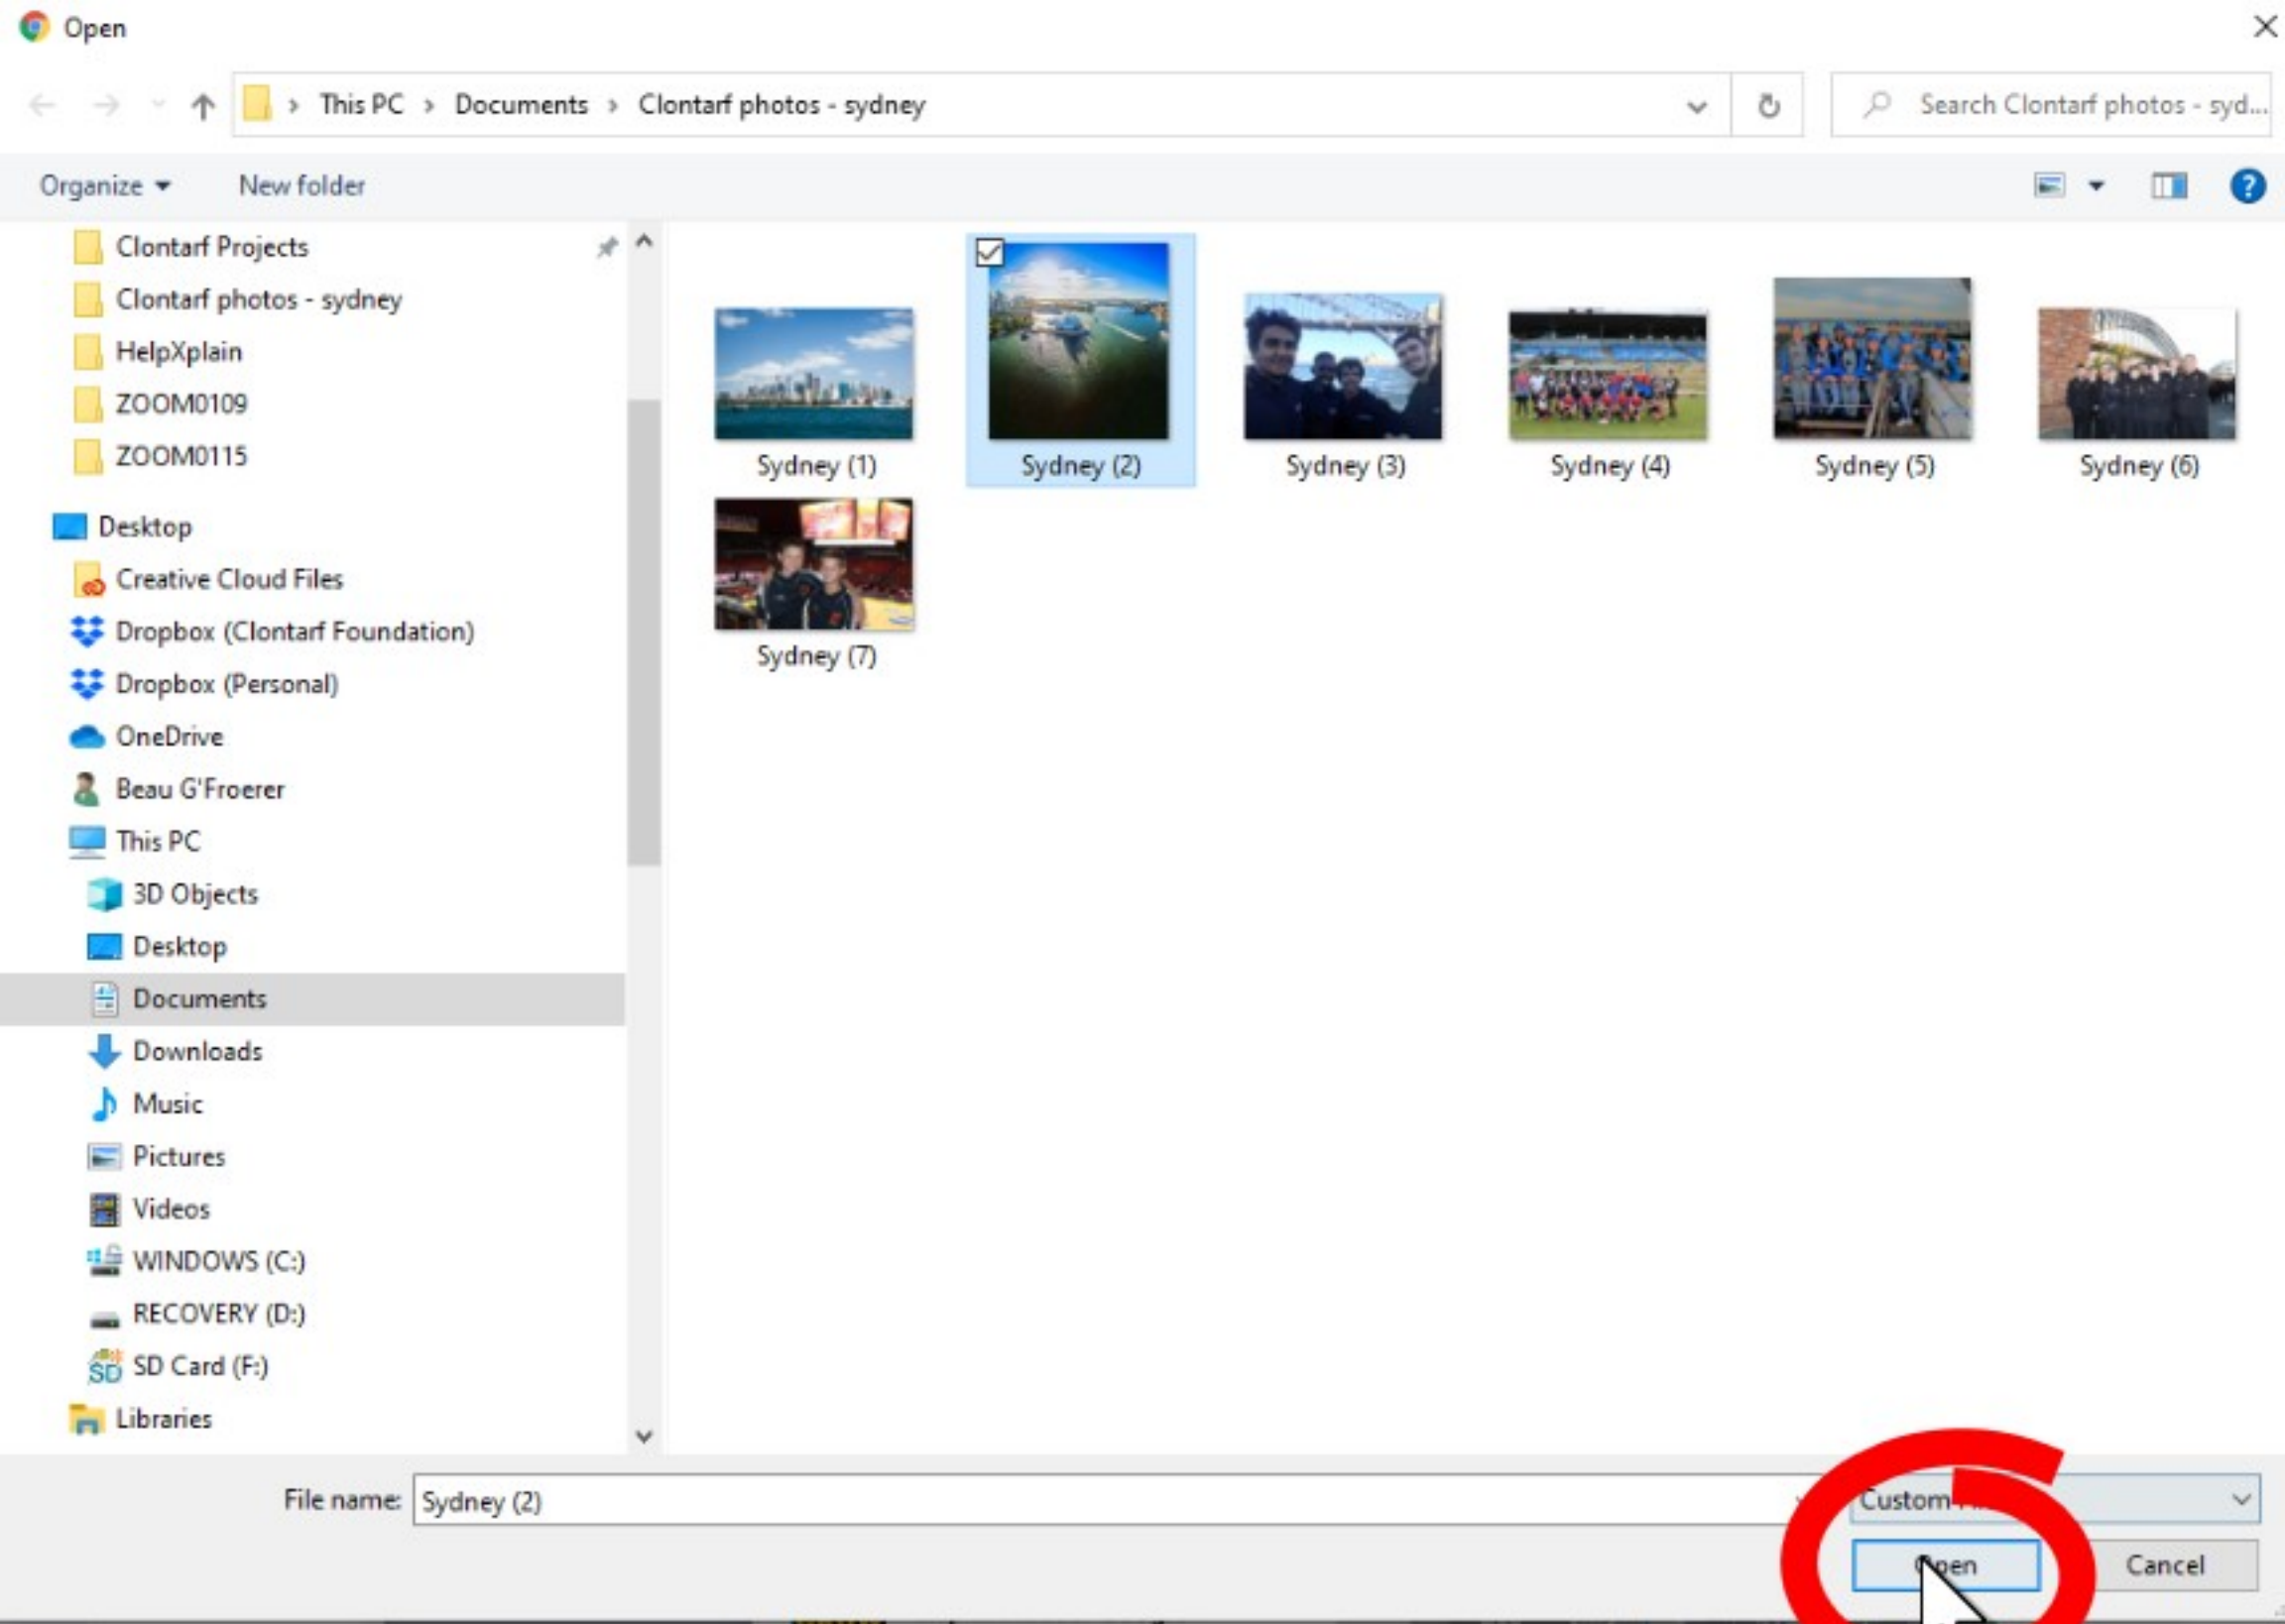 Open
This PC > Documents > Clontarf photos - sydney
Search Clontarf photos - syd...
Organize
New folder
Clontarf Projects
Clontarf photos - sydney
HelpXplain
ZOOM0109
ZOOM0115
Desktop
Creative Cloud Files
Dropbox (Clontarf Foundation)
Dropbox (Personal)
OneDrive
Beau G'Froerer
This PC
3D Objects
Desktop
Documents
Downloads
Music
Pictures
Videos
WINDOWS (C:)
RECOVERY (D:)
SD Card (F:)
Libraries
Sydney (1)
Sydney (2)
Sydney (3)
Sydney (4)
Sydney (5)
Sydney (6)
Sydney (7)
File name:
Sydney (2)
Custom
Open
Cancel